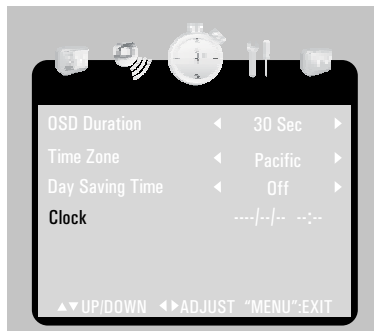 OSD Duration ◀ 30 Sec ▶
Time Zone ◀ Pacific ▶
Day Saving Time ◀ Off ▶
Clock ----/--/-- --:--
▲▼UP/DOWN ◀▶ADJUST “MENU”:EXIT